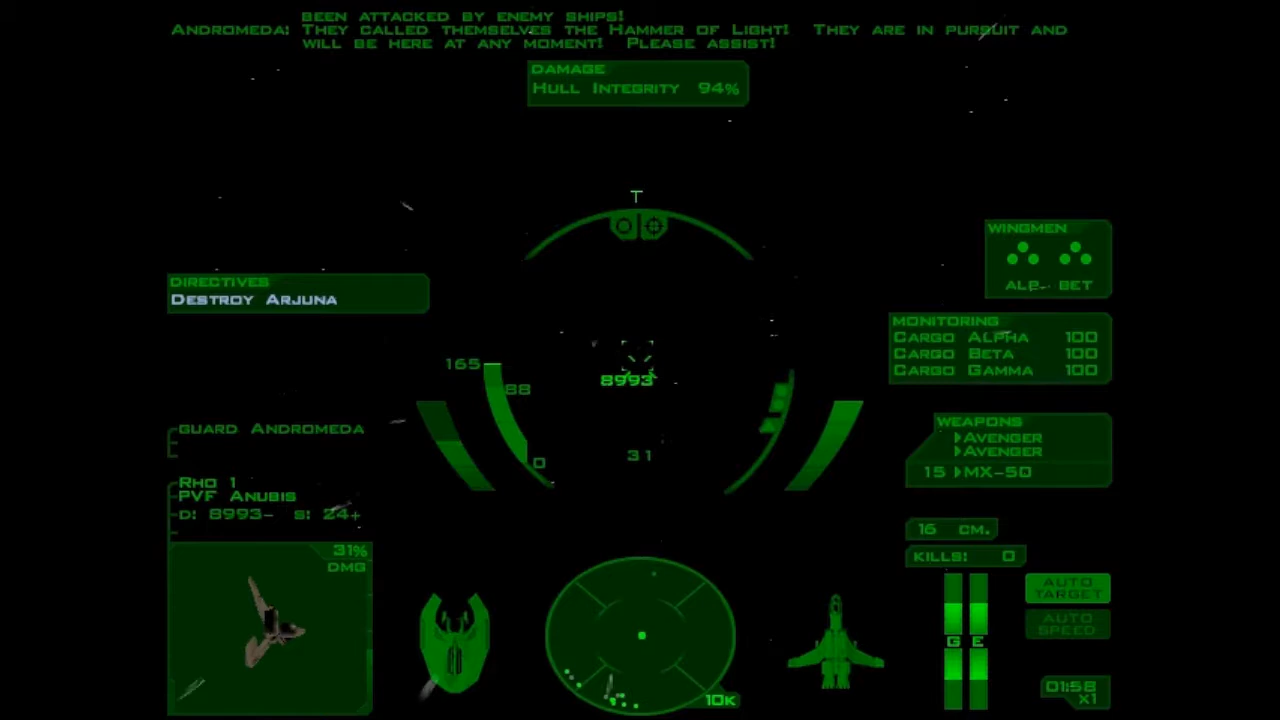 BEEN ATTACKED BY ENEMY SHIPS!
ANDROMEDA: THEY CALLED THEMSELVES THE HAMMER OF LIGHT! THEY ARE IN PURSUIT AND
WILL BE HERE AT ANY MOMENT! PLEASE ASSIST!
DAMAGE
HULL INTEGRITY 94%
T
WINGMEN
ALP BET
DIRECTIVES
DESTROY ARJUNA
MONITORING
CARGO ALPHA 100
CARGO BETA 100
CARGO GAMMA 100
165
88
0
8993
31
GUARD ANDROMEDA
WEAPONS
AVENGER
AVENGER
15 MX-50
RHO 1
PVF ANUBIS
D: 8993- S: 24+
16 CM.
KILLS: 0
31%
DMG
AUTO
TARGET
AUTO
SPEED
G E
10K
01:58
X1